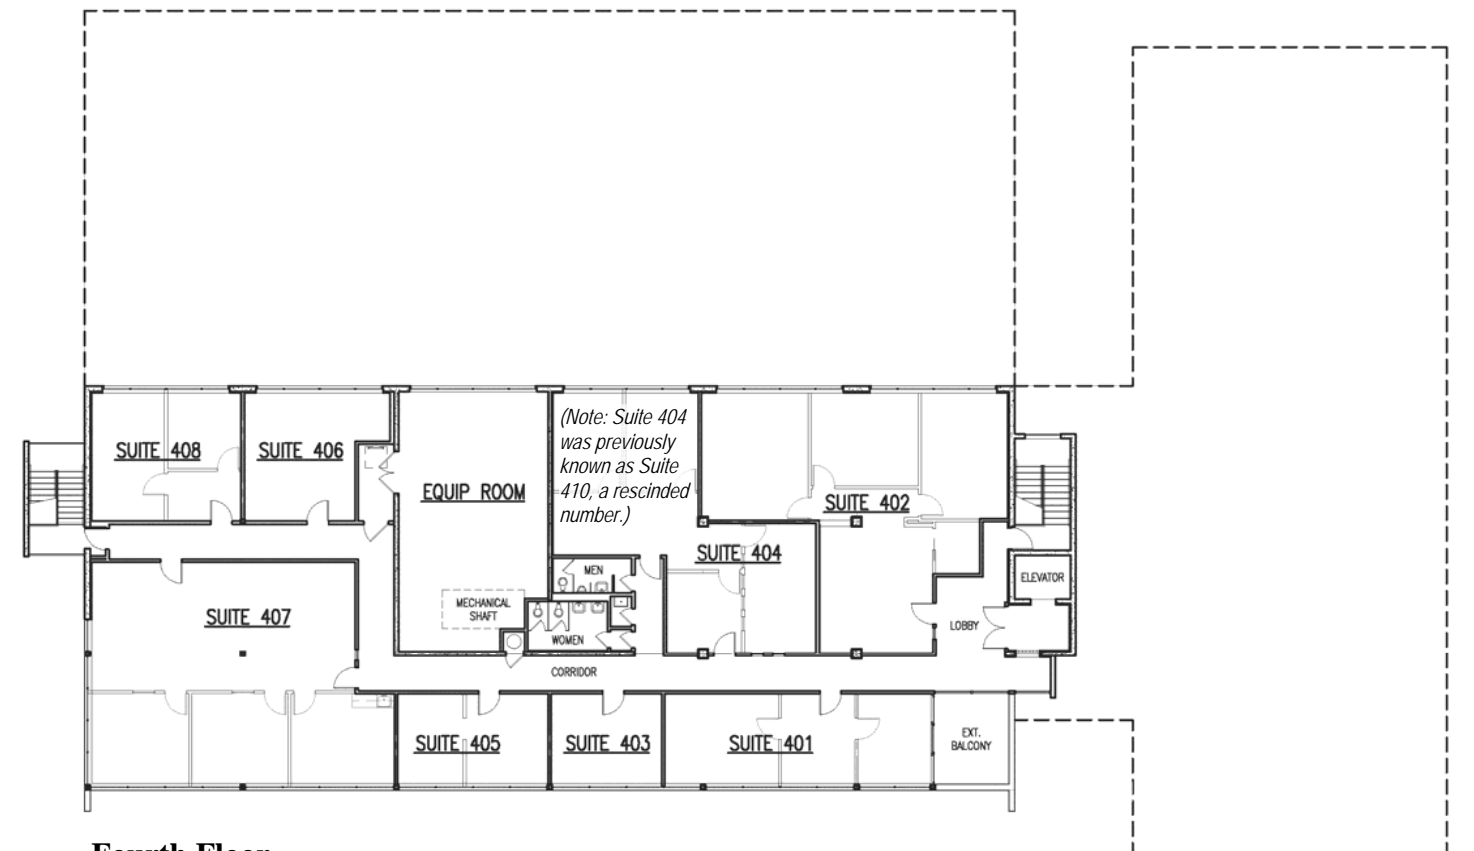 (Note: Suite 404
was previously
known as Suite
410, a rescinded
number.)
SUITE 408
SUITE 406
EQUIP ROOM
SUITE 402
SUITE 404
MEN
ELEVATOR
MECHANICAL
SHAFT
SUITE 407
WOMEN
LOBBY
CORRIDOR
SUITE 405
SUITE 403
SUITE 401
EXT.
BALCONY
Fourth Floor